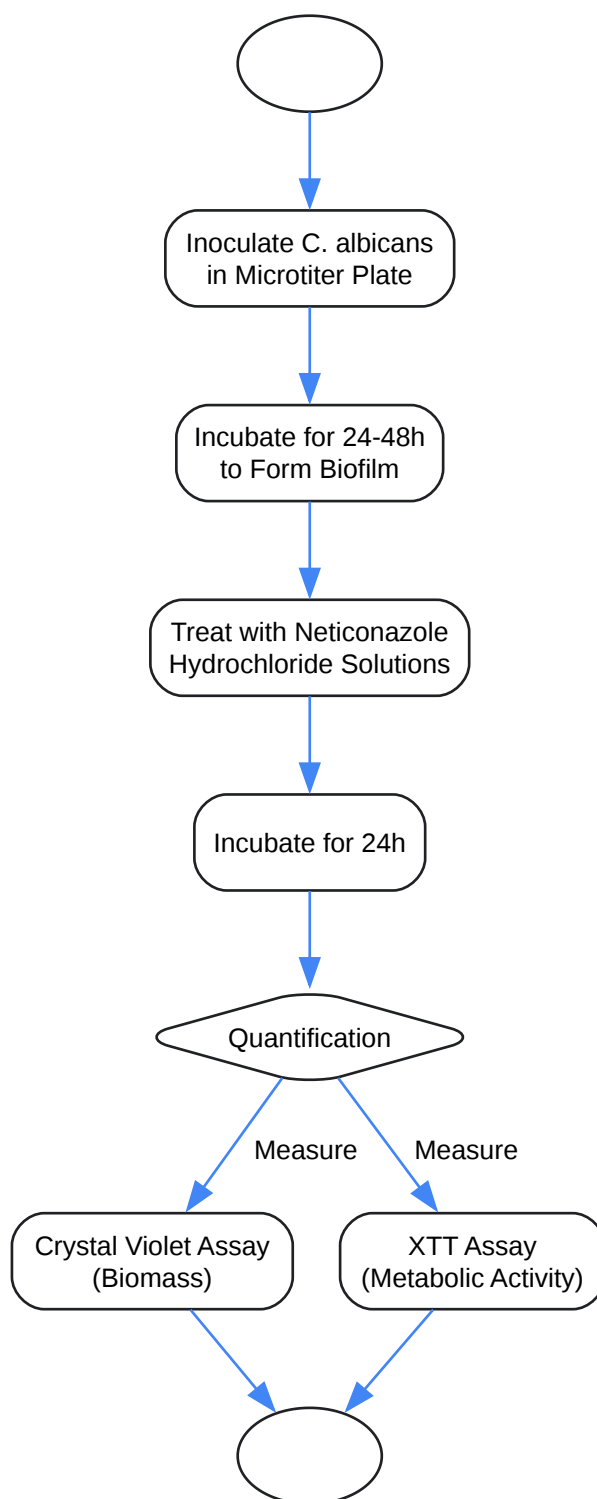 Inoculate C. albicans
in Microtiter Plate
Incubate for 24-48h
to Form Biofilm
Treat with Neticonazole
Hydrochloride Solutions
Incubate for 24h
Quantification
Measure
Measure
Crystal Violet Assay
(Biomass)
XTT Assay
(Metabolic Activity)